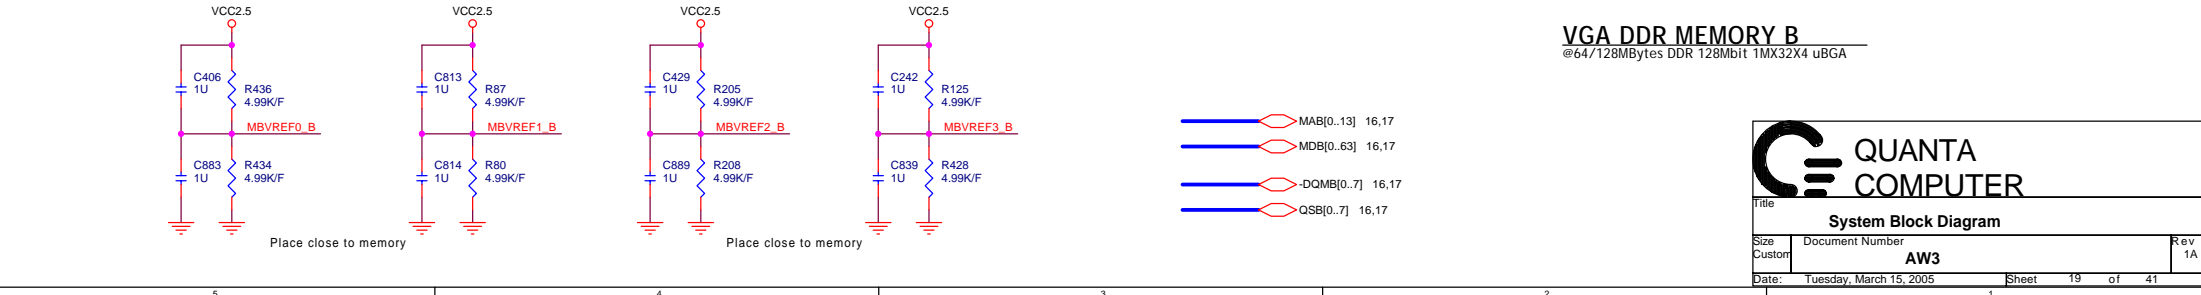 VCC2.5 VCC2.5 VCC2.5 VCC2.5
VGA DDR MEMORY B
@64/128MBytes DDR 128Mbit 1MX32X4 uBGA
C406
1U
R436
4.99K/F
C813
1U
R87
4.99K/F
C429
1U
R205
4.99K/F
C242
1U
R125
4.99K/F
MBVREF0_B MBVREF1_B MBVREF2_B MBVREF3_B
C883
1U
R434
4.99K/F
C814
1U
R80
4.99K/F
C889
1U
R208
4.99K/F
C839
1U
R428
4.99K/F
Place close to memory
Place close to memory
MAB[0..13] 16,17
MDB[0..63] 16,17
-DQMB[0..7] 16,17
QSB[0..7] 16,17
QUANTA
COMPUTER
Title
System Block Diagram
Size Document Number Rev
Custom AW3 1A
Date: Tuesday, March 15, 2005 Sheet 19 of 41
5 4 3 2 1